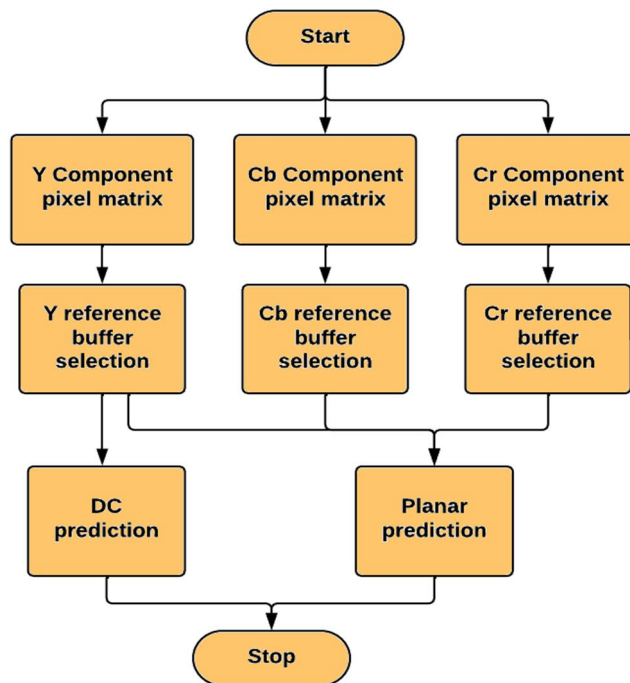 Start
Y Component
pixel matrix
Cb Component
pixel matrix
Cr Component
pixel matrix
Y reference
buffer
selection
Cb reference
buffer
selection
Cr reference
buffer
selection
DC
prediction
Planar
prediction
Stop